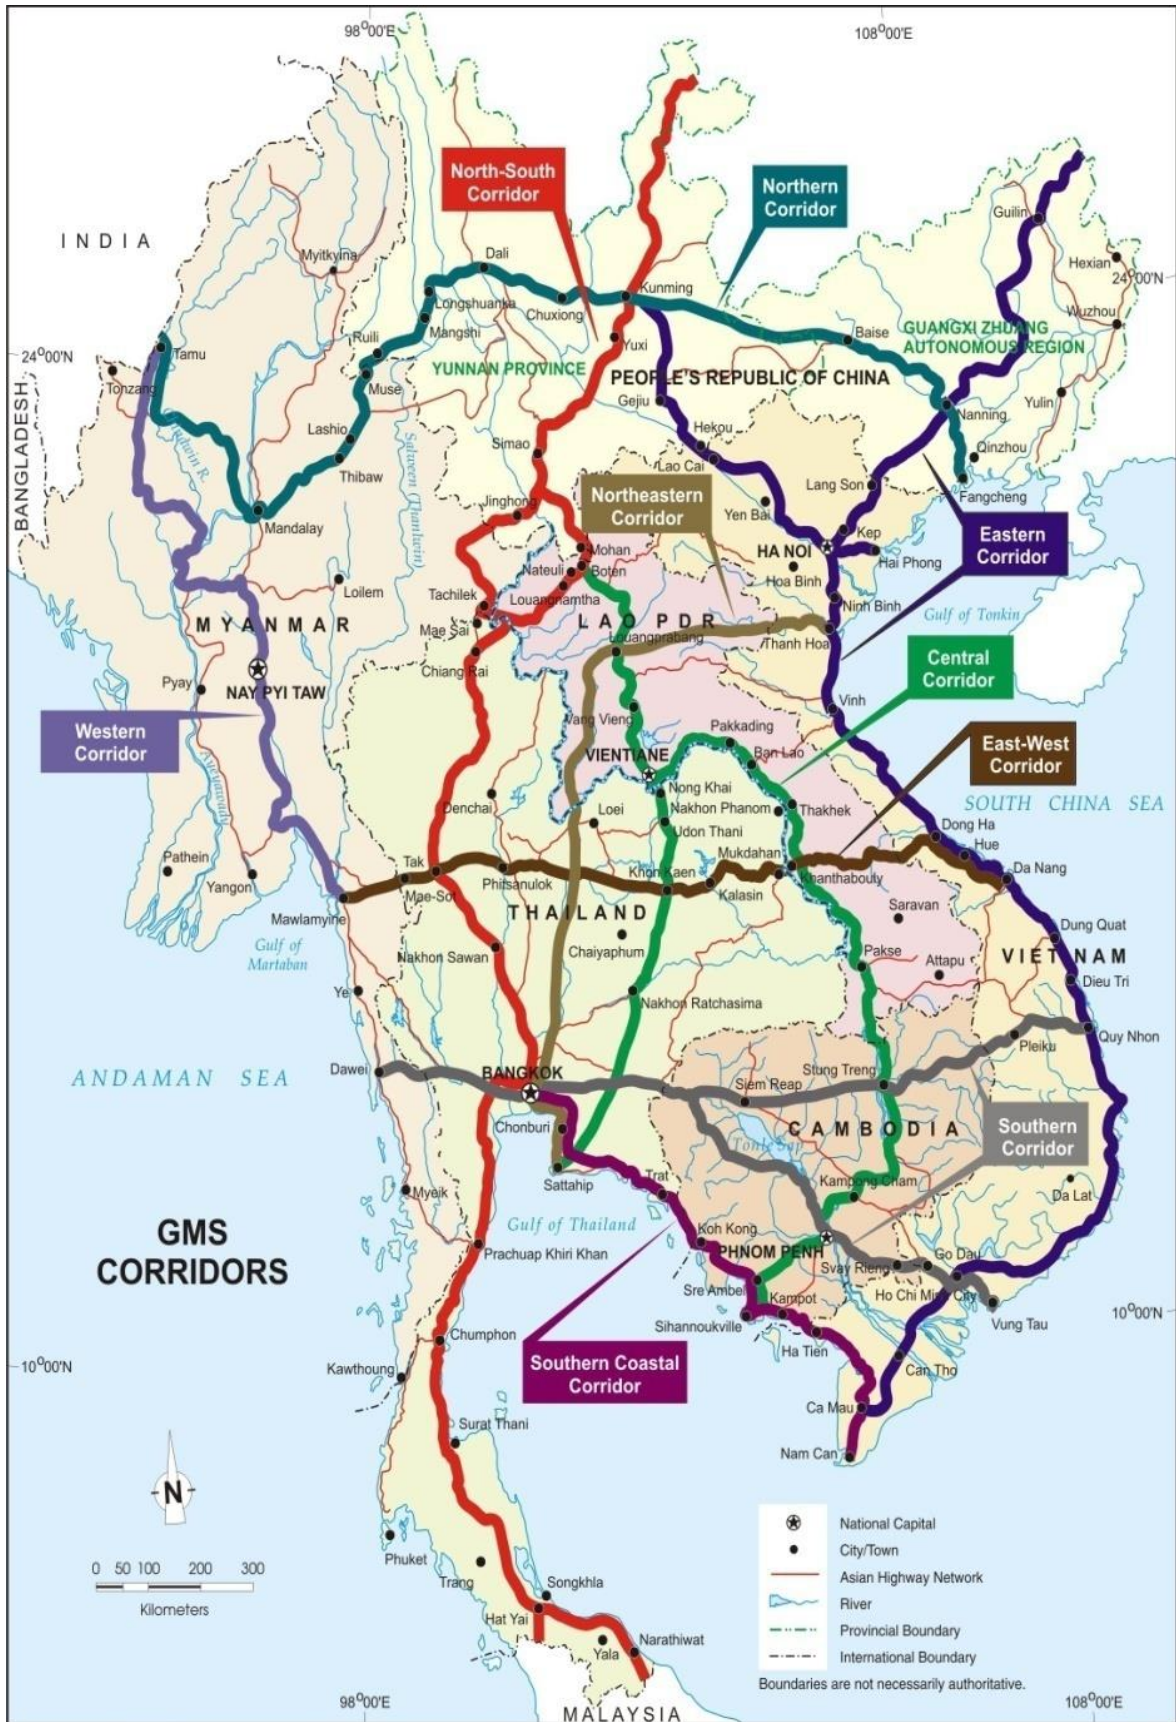 98°00'E
108°00'E
North-South
Corridor
Northern
Corridor
Guilin
INDIA
Myitkyina
Dali
Hexian
24°00'N
Longshuanka
Kunming
Chuxiong
Wuzhou
Mangshi
Baise
GUANGXI ZHUANG
AUTONOMOUS REGION
Tamu
24°00'N
Ruili
Yuxi
YUNNAN PROVINCE
PEOPLE'S REPUBLIC OF CHINA
Tonzang
Muse
Gejiu
Nanning
Yulin
BANGLADESH
Lashio
Simao
Hekou
Qinzhou
Thibaw
Salween (Thanlwin)
Lao Cai
Lang Son
Fangcheng
Jinghong
Northeastern
Corridor
Yen Bai
Mandalay
Eastern
Corridor
Kep
HA NOI
Mohan
Hai Phong
Nateuli
Boten
Hoa Binh
Loilem
Louangnamtha
Tachilek
Ninh Binh
Gulf of Tonkin
MYANMAR
LAO PDR
Mae Sai
Louangprabang
Thanh Hoa
Chiang Rai
Central
Corridor
Pyay
NAY PYI TAW
Vinh
Western
Corridor
Vang Vieng
Pakkading
Ban Lao
East-West
Corridor
VIENTIANE
Ayeyawady
Nong Khai
Denchai
Loei
Nakhon Phanom
Thakhek
SOUTH CHINA SEA
Udon Thani
Dong Ha
Hue
Pathein
Yangon
Tak
Mukdahan
Da Nang
Mae-Sot
Phitsanulok
Khon Kaen
Kalasin
Khanthabouty
Mawlamyine
THAILAND
Saravan
Dung Quat
Gulf of
Martaban
Nakhon Sawan
Chaiyaphum
Pakse
Attapu
VIET NAM
Dieu Tri
Ye
Nakhon Ratchasima
Quy Nhon
Pleiku
Dawei
ANDAMAN SEA
BANGKOK
Siem Reap
Stung Treng
Chonburi
CAMBODIA
Southern
Corridor
Tonle Sap
Sattahip
Trat
Kampong Cham
Myeik
Da Lat
Gulf of Thailand
Koh Kong
GMS
CORRIDORS
Prachuap Khiri Khan
PHNOM PENH
Svay Rieng
Go Dau
Sre Ambel
Kampot
Ho Chi Minh City
10°00'N
Sihannoukville
Vung Tau
Chumphon
Ha Tien
Kawthoung
Southern Coastal
Corridor
Can Tho
10°00'N
Ca Mau
Surat Thani
Nam Can
N
National Capital
City/Town
0 50 100 200 300
Kilometers
Phuket
Trang
Asian Highway Network
Songkhla
River
Hat Yai
Provincial Boundary
Yala
Narathiwat
International Boundary
Boundaries are not necessarily authoritative.
98°00'E
MALAYSIA
108°00'E